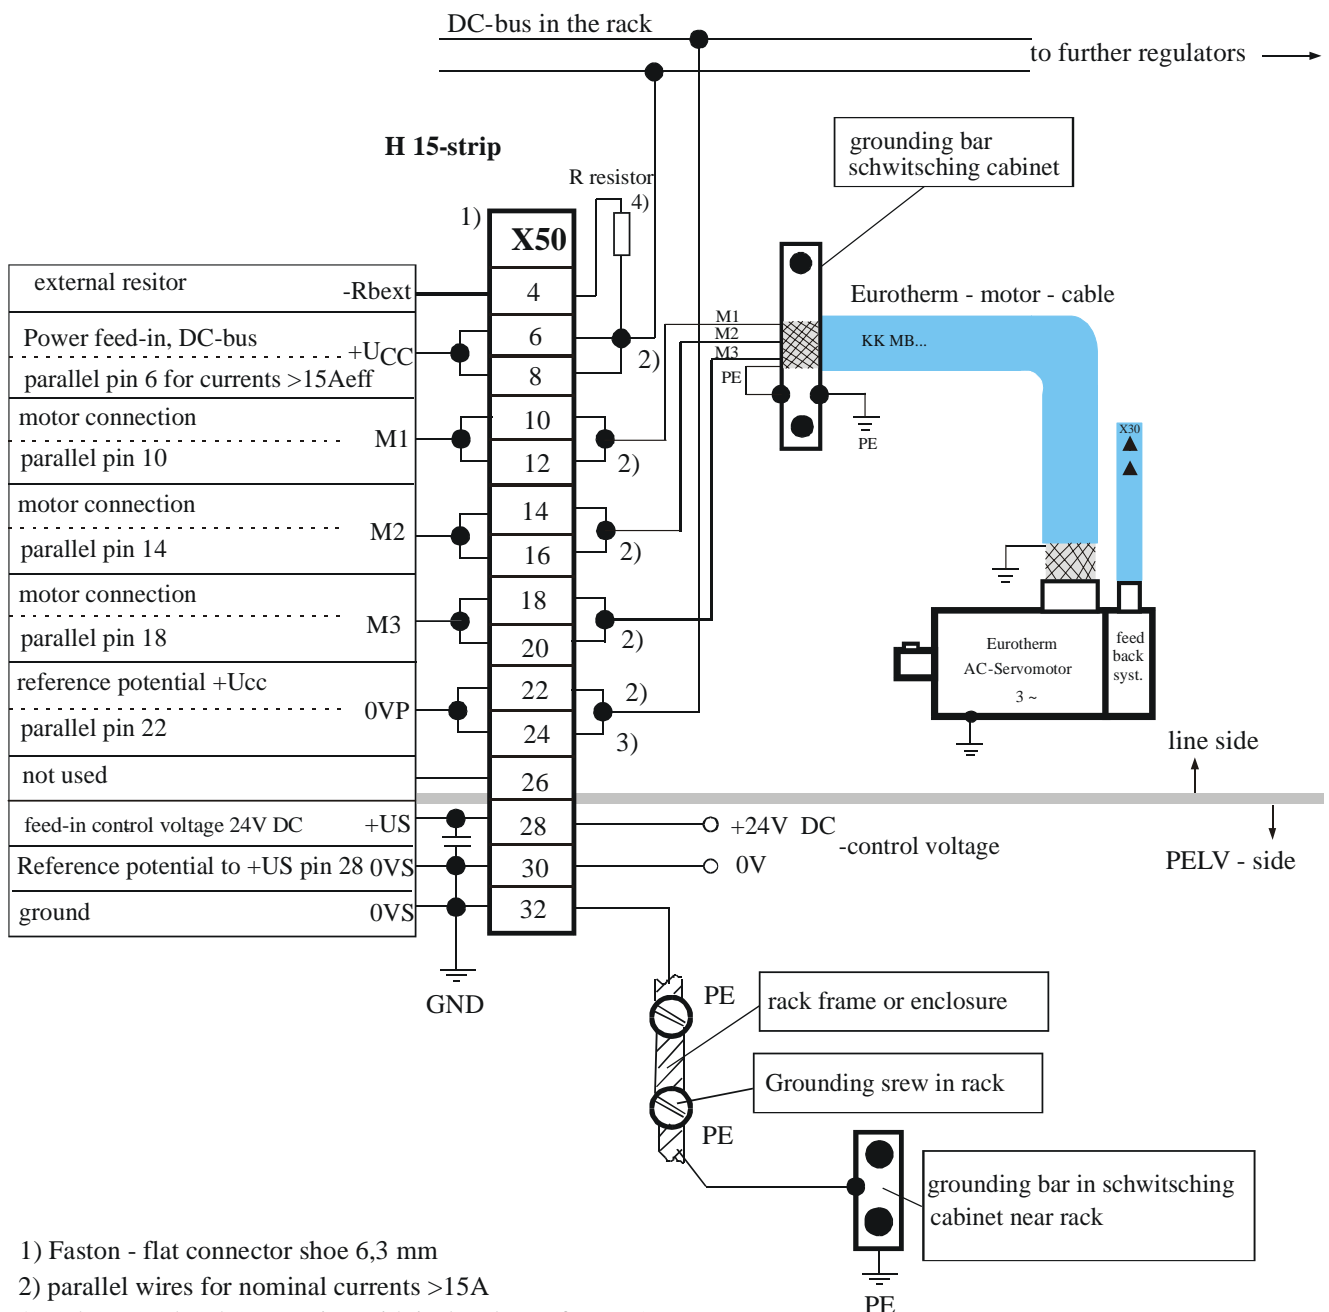 DC-bus in the rack
to further regulators
H 15-strip
grounding bar
schwitsching cabinet
R resistor
4)
1)
X50
external resitor
-Rbext
4
Power feed-in, DC-bus
+UCC
parallel pin 6 for currents >15Aeff
6
8
2)
motor connection
M1
parallel pin 10
10
12
2)
motor connection
M2
parallel pin 14
14
16
2)
motor connection
M3
parallel pin 18
18
20
2)
reference potential +Ucc
0VP
parallel pin 22
22
24
2)
3)
not used
26
feed-in control voltage 24V DC
+US
28
+24V DC
-control voltage
Reference potential to +US pin 28 0VS
30
0V
ground
0VS
32
GND
M1
M2
M3
PE
PE
Eurotherm - motor - cable
KK MB...
X30
Eurotherm
AC-Servomotor
3 ~
feed
back
syst.
line side
PELV - side
PE
rack frame or enclosure
Grounding srew in rack
PE
grounding bar in schwitsching
cabinet near rack
PE
1) Faston - flat connector shoe 6,3 mm
2) parallel wires for nominal currents >15A